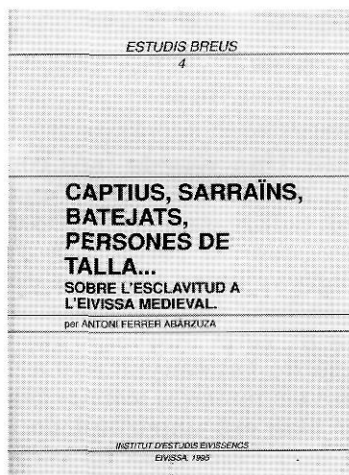 ESTUDIS BREUS
4
CAPTIUS, SARRAÏNS,
BATEJATS,
PERSONES DE
TALLA...
SOBRE L'ESCLAVITUD A
L'EIVISSA MEDIEVAL.
per ANTONI FERRER ABÁRZUZA
INSTITUT D'ESTUDIS EIVISSENCS
EIVISSA, 1995